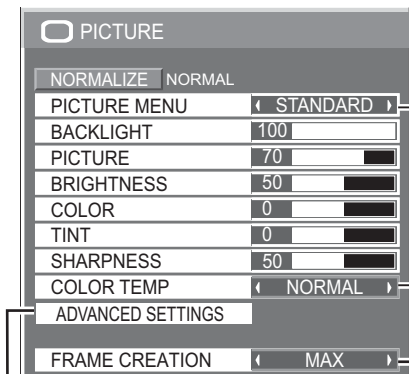 PICTURE
NORMALIZE NORMAL
PICTURE MENU STANDARD
BACKLIGHT 100
PICTURE 70
BRIGHTNESS 50
COLOR 0
TINT 0
SHARPNESS 50
COLOR TEMP NORMAL
ADVANCED SETTINGS
FRAME CREATION MAX